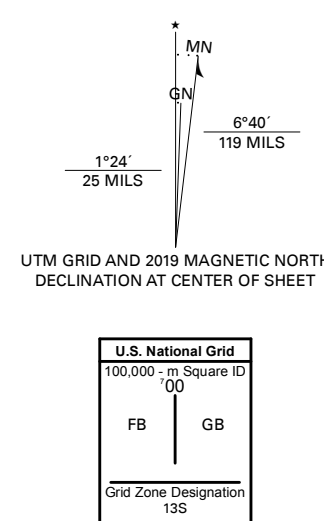 ★
MN
GN
6°40´
119 MILS
1°24´
25 MILS
UTM GRID AND 2019 MAGNETIC NORTH
DECLINATION AT CENTER OF SHEET
U.S. National Grid
100,000 - m Square ID
⁷00
FB GB
Grid Zone Designation
13S